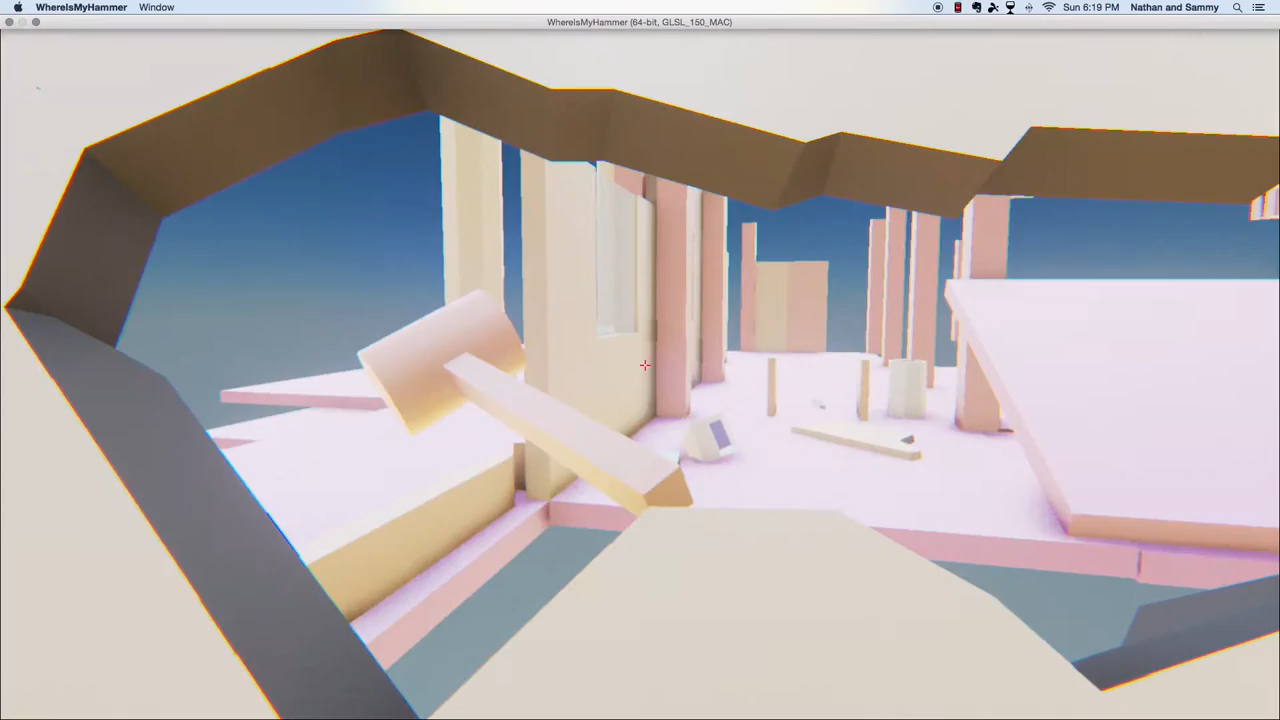 WhereIsMyHammer Window Sun 6:19 PM Nathan and Sammy
WhereIsMyHammer (64-bit, GLSL_150_MAC)